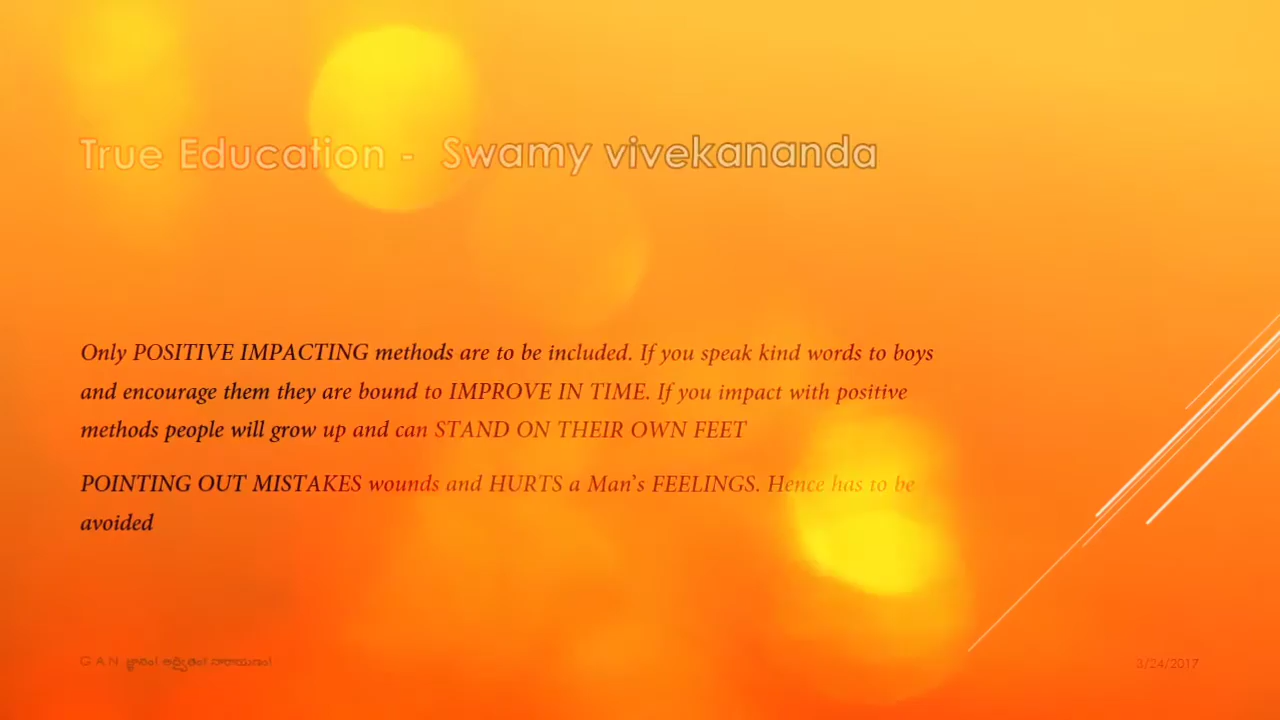 True Education - Swamy vivekananda
Only POSITIVE IMPACTING methods are to be included. If you speak kind words to boys
and encourage them they are bound to IMPROVE IN TIME. If you impact with positive
methods people will grow up and can STAND ON THEIR OWN FEET
POINTING OUT MISTAKES wounds and HURTS a Man's FEELINGS. Hence has to be
avoided
G A N జ్ఞాతం! అద్వైతం! నారాయణం!
3/24/2017